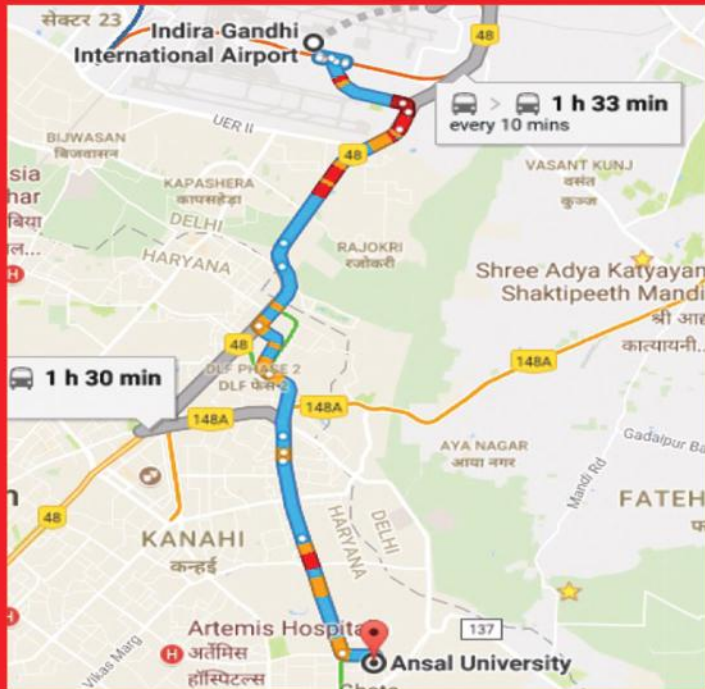 सेक्टर 23
Indira Gandhi
International Airport
48
1 h 33 min
every 10 mins
UER II
BIJWASAN
बिजवासन
48
VASANT KUNJ
वसंत
कुञ्ज
sia
har
बिया
ल...
KAPASHERA
कापसहेड़ा
DELHI
HARYANA
RAJOKRI
रजोकरी
H
Shree Adya Katyayan
Shaktipeeth Mandi
श्री आद्य
कात्यायनी...
48
DLF PHASE 2
DLF फेस 2
148A
1 h 30 min
148A
148A
AYA NAGAR
आया नगर
Gadaipur Ba
Mandi Rd
n
48
KANAHI
कन्हई
HARYANA
DELHI
FATEH
फ
H
Artemis Hospita
H
अर्तेमिस
हॉस्पिटल्स
137
Vikas Marg
Ansal University